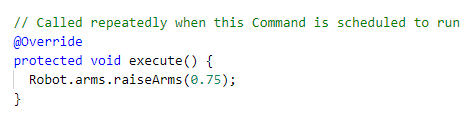 // Called repeatedly when this Command is scheduled to run
@Override
protected void execute() {
  Robot.arms.raiseArms(0.75);
}